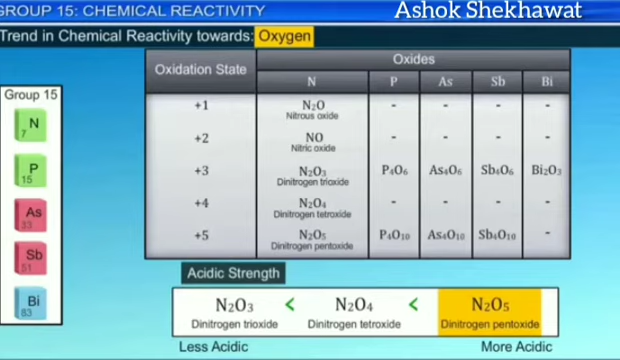 GROUP 15: CHEMICAL REACTIVITY
Ashok Shekhawat
Trend in Chemical Reactivity towards: Oxygen
Group 15
N
7
P
15
As
33
Sb
51
Bi
83
Oxidation State Oxides
N P As Sb Bi
+1 N₂O - - - -
Nitrous oxide
+2 NO - - - -
Nitric oxide
+3 N₂O₃ P₄O₆ As₄O₆ Sb₄O₆ Bi₂O₃
Dinitrogen trioxide
+4 N₂O₄ - - - -
Dinitrogen tetroxide
+5 N₂O₅ P₄O₁₀ As₄O₁₀ Sb₄O₁₀ -
Dinitrogen pentoxide
Acidic Strength
N₂O₃ < N₂O₄ < N₂O₅
Dinitrogen trioxide Dinitrogen tetroxide Dinitrogen pentoxide
Less Acidic More Acidic